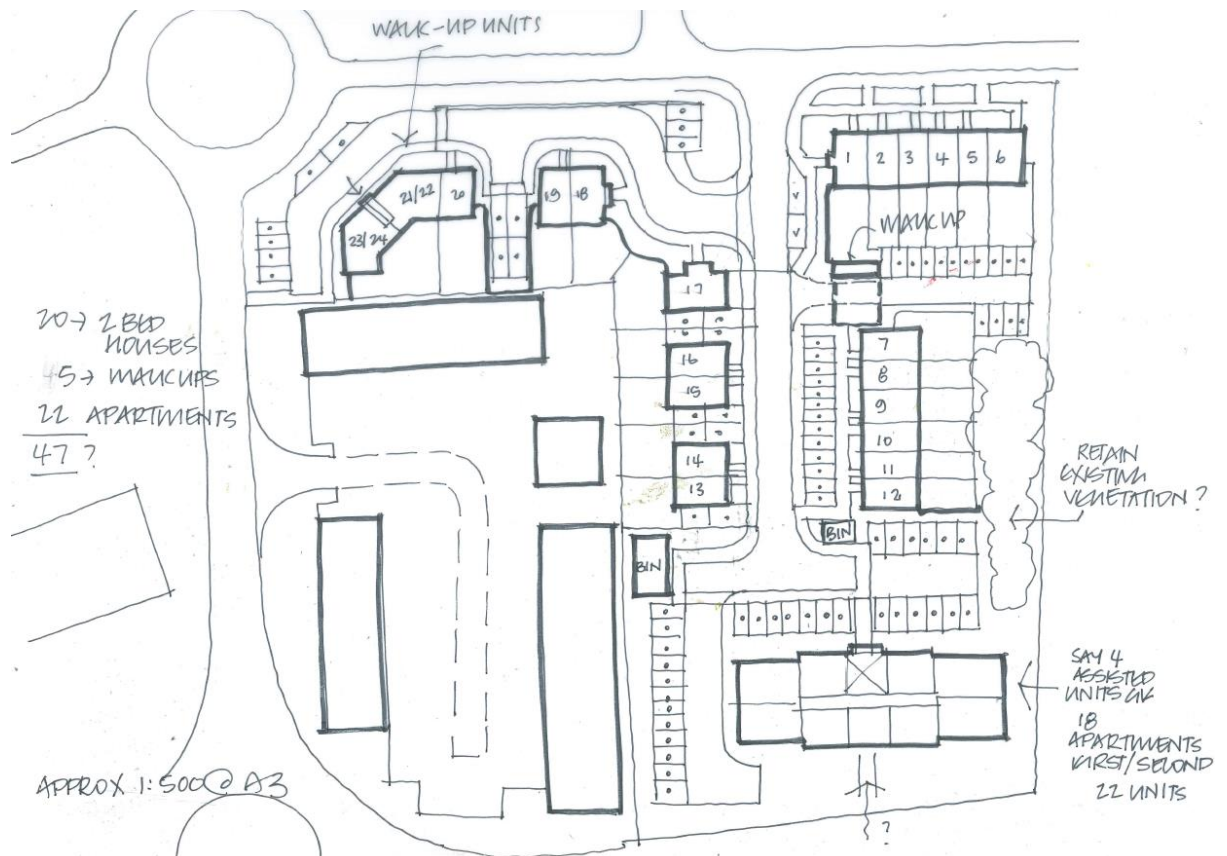 WALK-UP UNITS
1 2 3 4 5 6
21/22 20
19 18
23/24
WALKUP
17
7
8
9
10
11
12
16
15
14
13
20 → 2 BED
HOUSES
5 → WALKUPS
22 APARTMENTS
47 ?
RETAIN
EXISTING
VEGETATION ?
BIN
BIN
SAY 4
ASSISTED
UNITS
18
APARTMENTS
FIRST/SECOND
22 UNITS
APPROX 1:500 @ A3
?